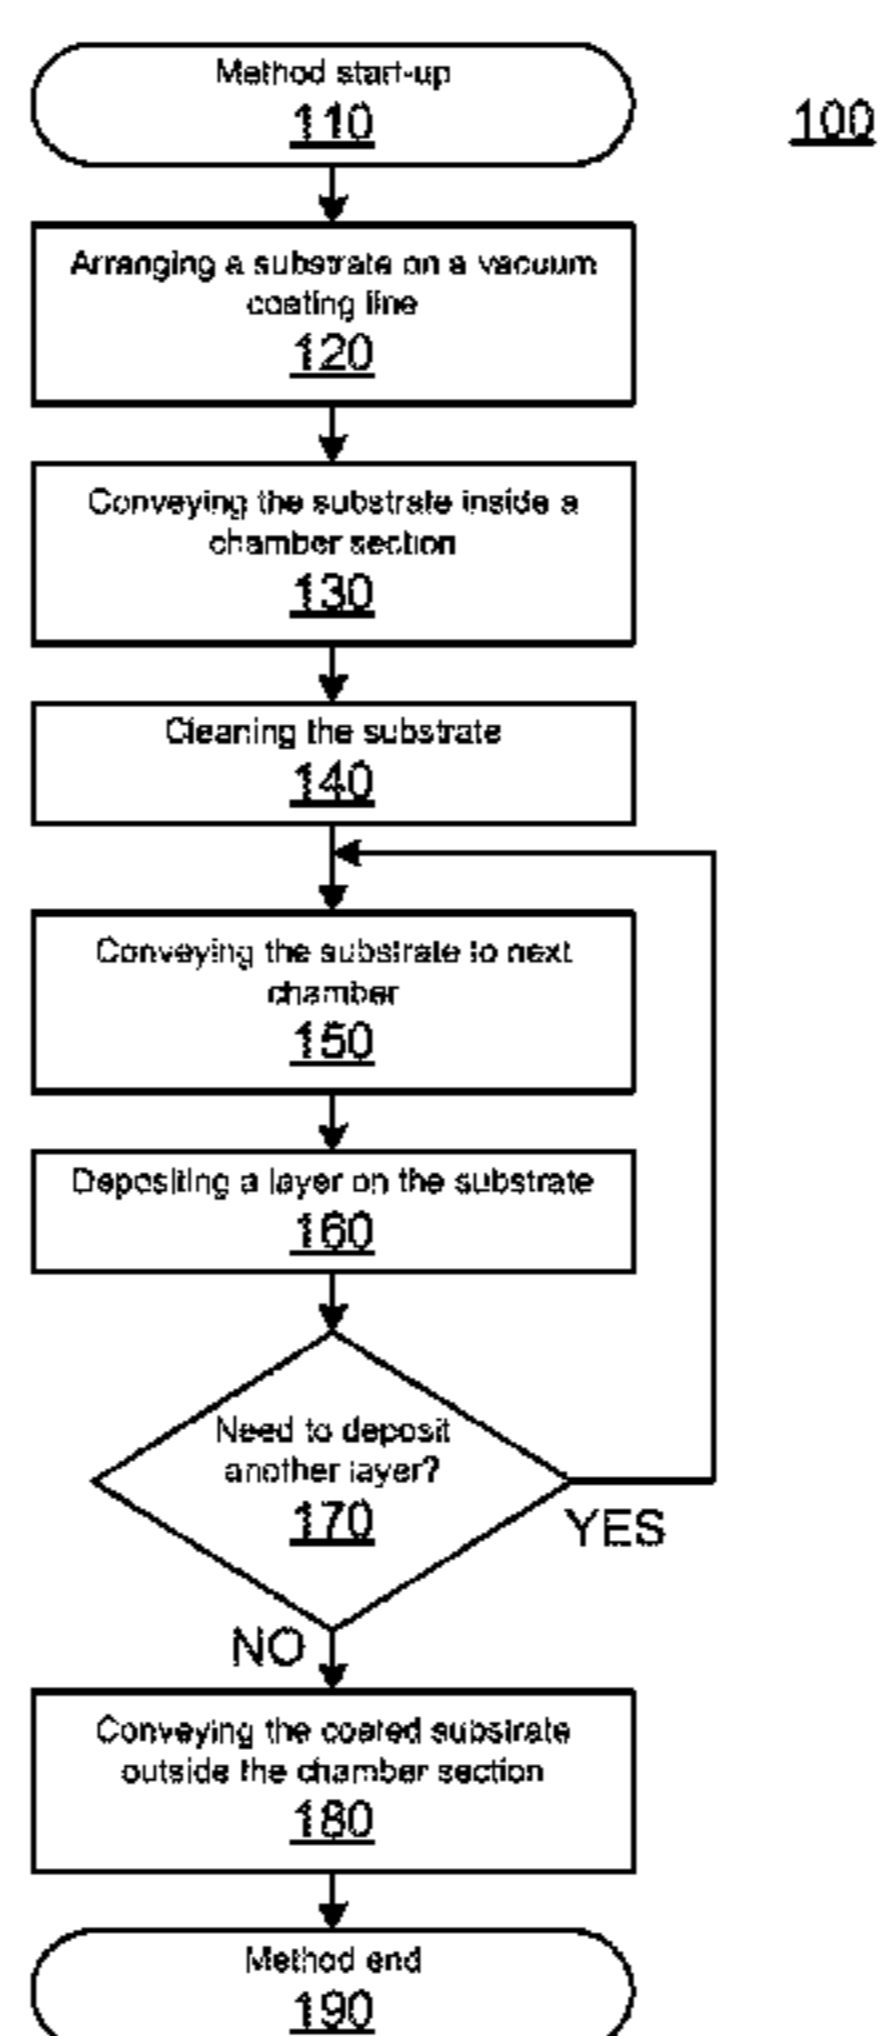 Method start-up
110
100
Arranging a substrate on a vacuum
coating line
120
Conveying the substrate inside a
chamber section
130
Cleaning the substrate
140
Conveying the substrate to next
chamber
150
Depositing a layer on the substrate
160
Need to deposit
another layer?
170
YES
NO
Conveying the coated substrate
outside the chamber section
180
Method end
190